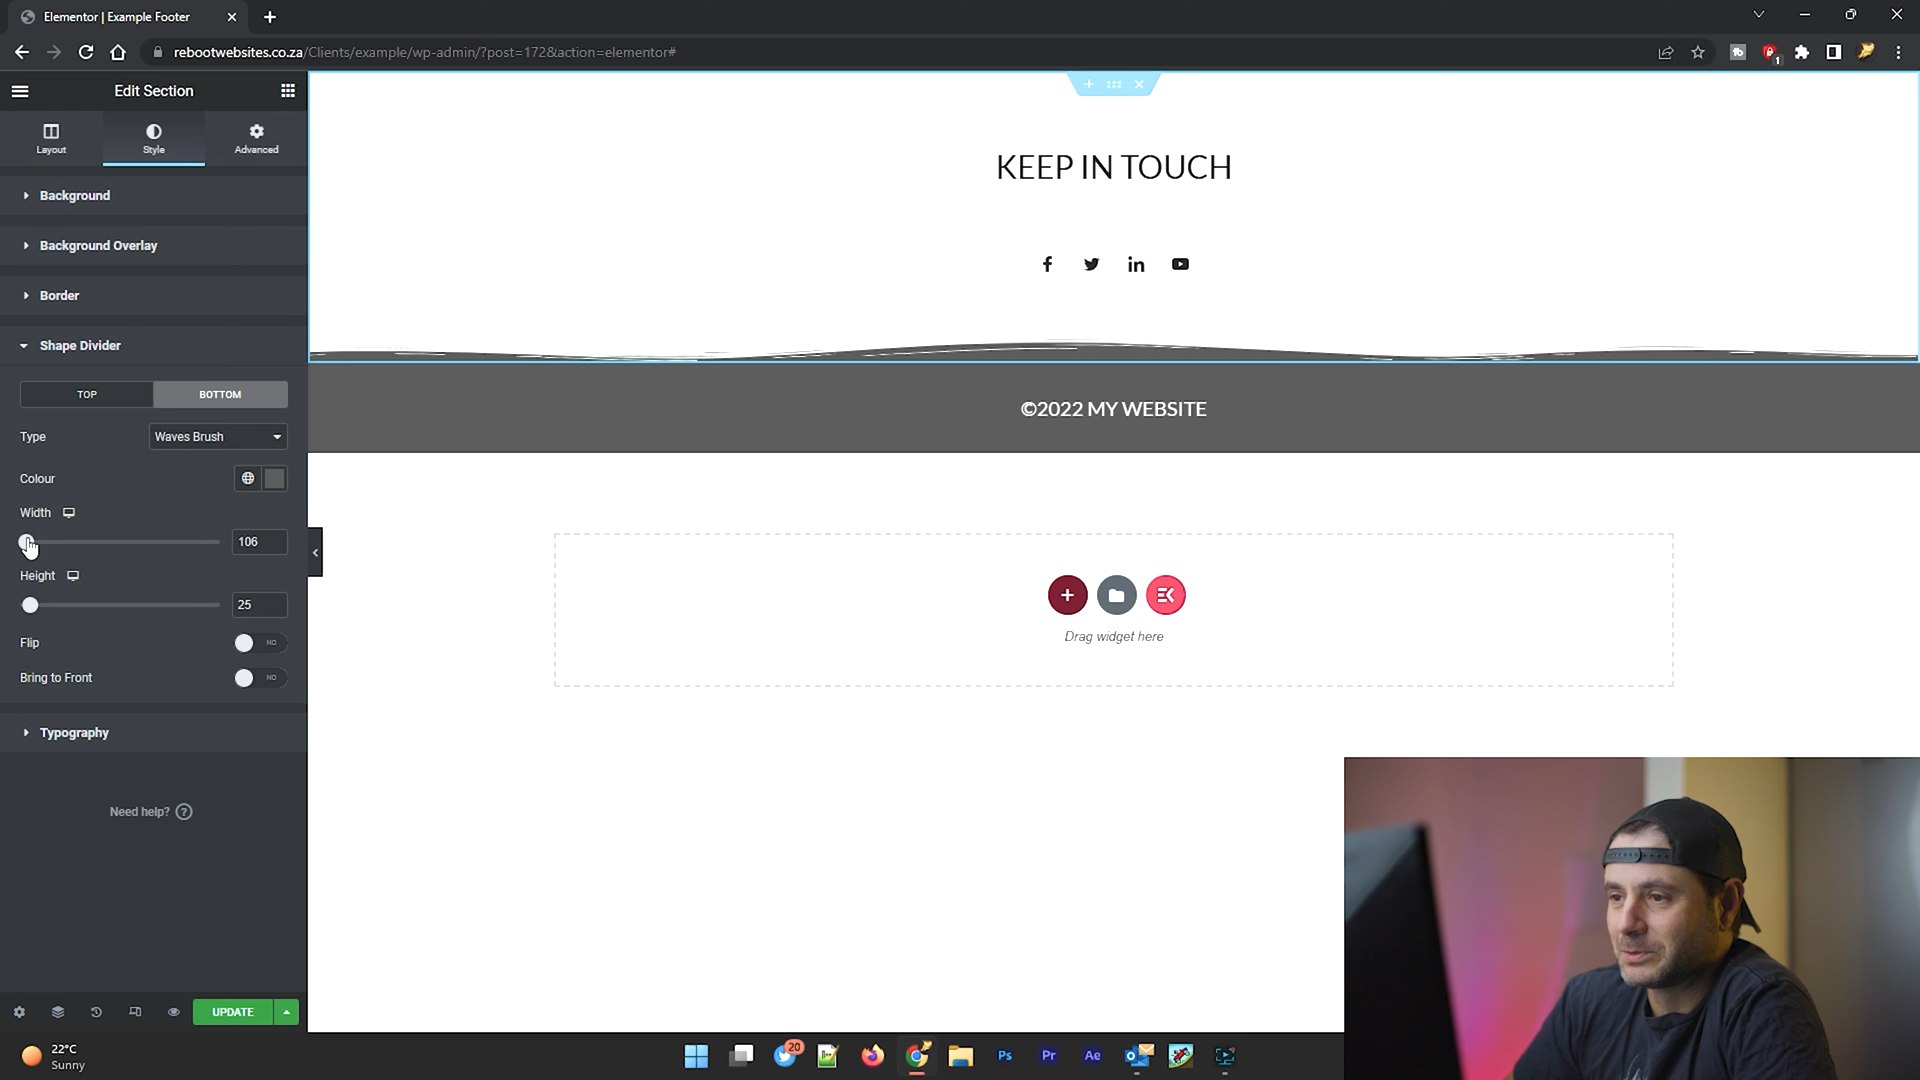 Elementor | Example Footer
rebootwebsites.co.za/Clients/example/wp-admin/?post=172&action=elementor#
1
Edit Section
Layout
Style
Advanced
Background
Background Overlay
Border
Shape Divider
TOP
BOTTOM
Type
Waves Brush
Colour
Width
106
Height
25
Flip
NO
Bring to Front
NO
Typography
Need help? ?
UPDATE
KEEP IN TOUCH
©2022 MY WEBSITE
Drag widget here
22°C
Sunny
20
Ps
Pr
Ae